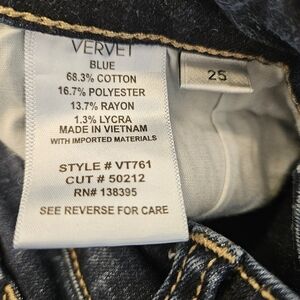 VERVET
BLUE
68.3% COTTON
16.7% POLYESTER
13.7% RAYON
1.3% LYCRA
MADE IN VIETNAM
WITH IMPORTED MATERIALS
STYLE # VT761
CUT # 50212
RN# 138395
SEE REVERSE FOR CARE
25